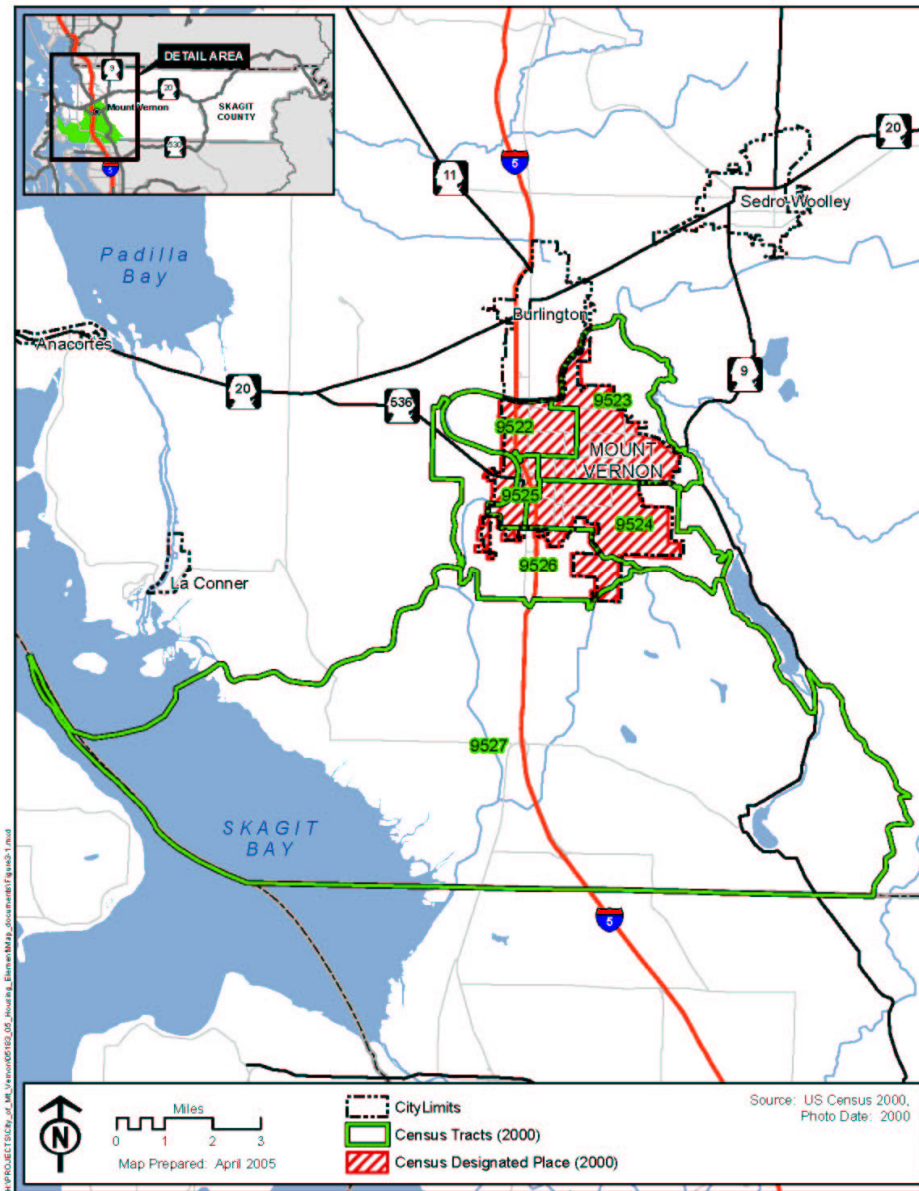 DETAIL AREA
9
20
Mount Vernon
SKAGIT
COUNTY
530
5
5
11
20
Sedro-Woolley
Padilla
Bay
Burlington
Anacortes
20
536
9
9523
9522
MOUNT
VERNON
9525
9524
9526
La Conner
9527
SKAGIT
BAY
5
N
Miles
0 1 2 3
Map Prepared: April 2005
City Limits
Census Tracts (2000)
Census Designated Place (2000)
Source: US Census 2000,
Photo Date: 2000